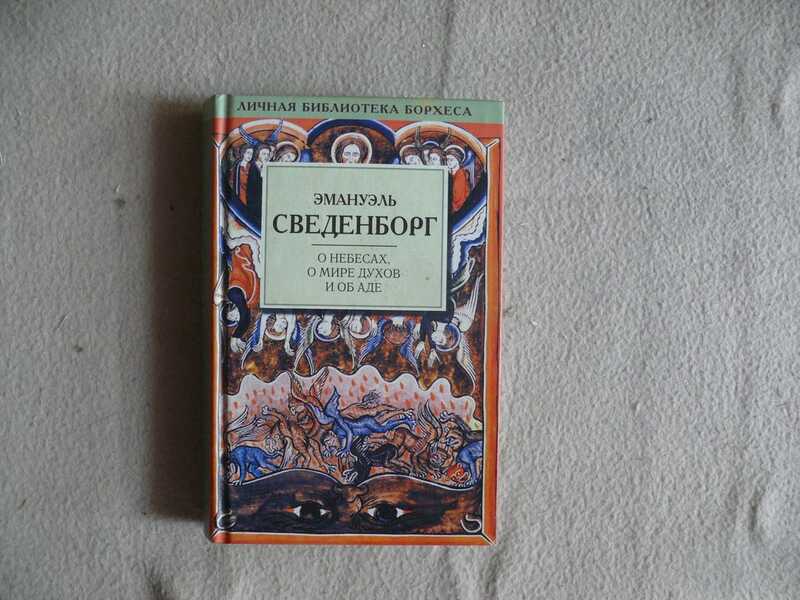 ЛИЧНАЯ БИБЛИОТЕКА БОРХЕСА
ЭМАНУЭЛЬ
СВЕДЕНБОРГ
О НЕБЕСАХ,
О МИРЕ ДУХОВ
И ОБ АДЕ